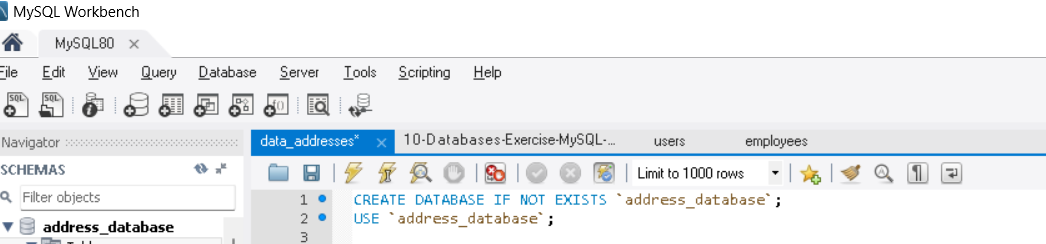 MySQL Workbench
MySQL80
File Edit View Query Database Server Tools Scripting Help
Navigator
data_addresses* 10-Databases-Exercise-MySQL-... users employees
SCHEMAS
Limit to 1000 rows
Filter objects
1 CREATE DATABASE IF NOT EXISTS `address_database`;
2 USE `address_database`;
address_database
3